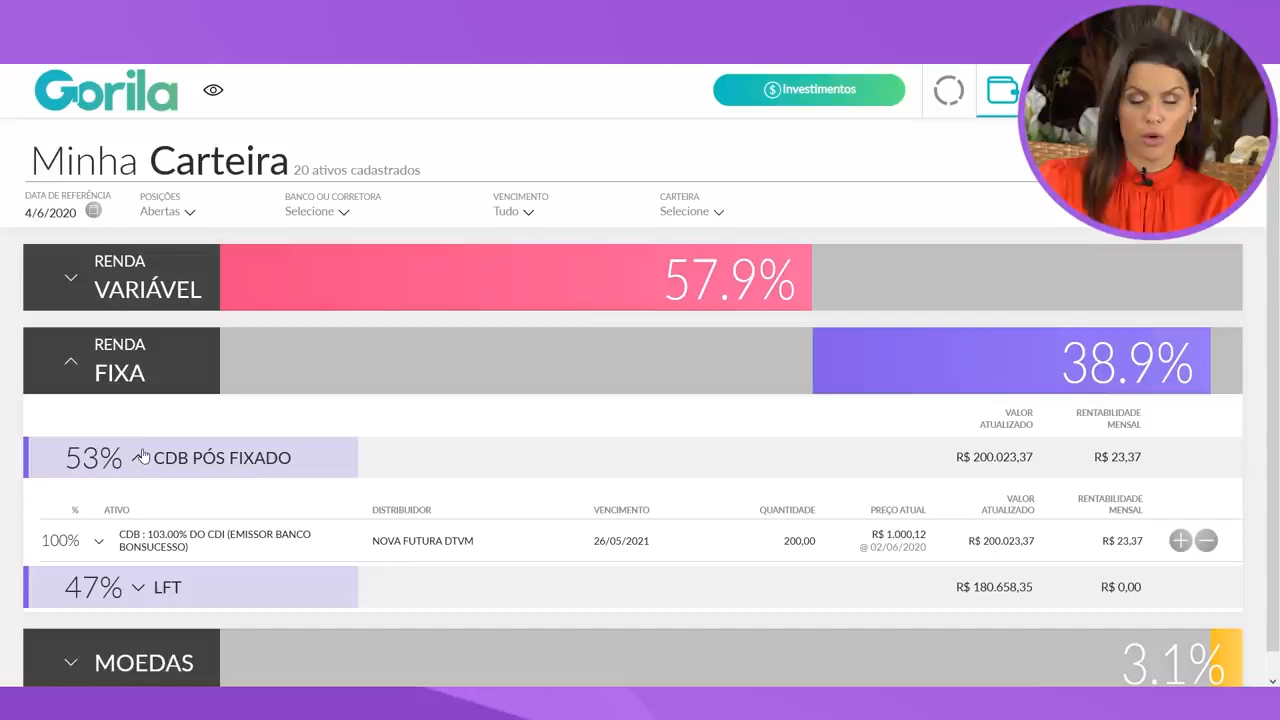 Gorila
Investimentos
Minha Carteira 20 ativos cadastrados
DATA DE REFERÊNCIA
4/6/2020
POSIÇÕES
Abertas
BANCO OU CORRETORA
Selecione
VENCIMENTO
Tudo
CARTEIRA
Selecione
RENDA
VARIÁVEL
57.9%
RENDA
FIXA
38.9%
VALOR
ATUALIZADO
RENTABILIDADE
MENSAL
53% CDB PÓS FIXADO R$ 200.023,37 R$ 23,37
% ATIVO DISTRIBUIDOR VENCIMENTO QUANTIDADE PREÇO ATUAL
VALOR
ATUALIZADO
RENTABILIDADE
MENSAL
100%
CDB : 103.00% DO CDI (EMISSOR BANCO
BONSUCESSO)
NOVA FUTURA DTVM 26/05/2021 200,00
R$ 1.000,12
@ 02/06/2020
R$ 200.023,37 R$ 23,37
47% LFT R$ 180.658,35 R$ 0,00
MOEDAS
3.1%